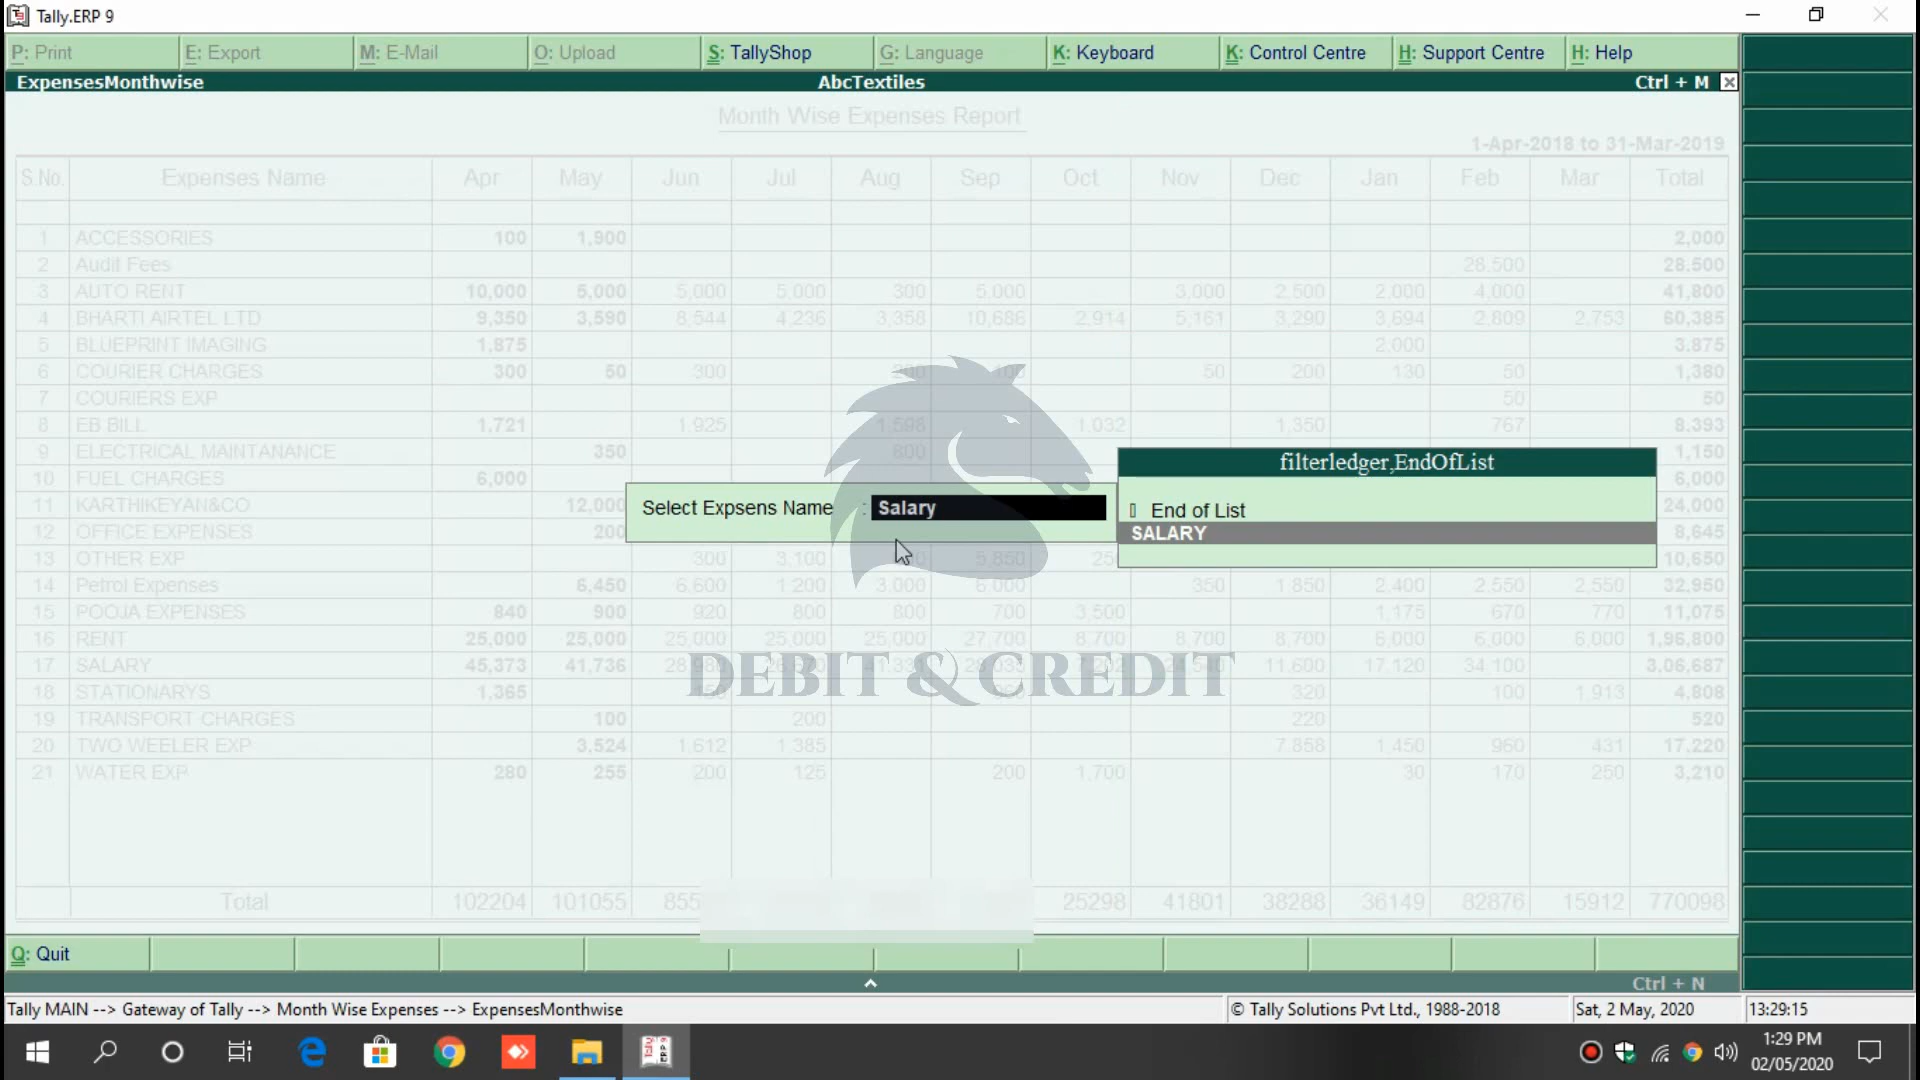 Tally.ERP 9
P: Print E: Export M: E-Mail O: Upload S: TallyShop G: Language K: Keyboard K: Control Centre H: Support Centre H: Help
ExpensesMonthwise AbcTextiles Ctrl + M
Month Wise Expenses Report
1-Apr-2018 to 31-Mar-2019
S.No. Expenses Name Apr May Jun Jul Aug Sep Oct Nov Dec Jan Feb Mar Total
1 ACCESSORIES 100 1,900 2,000
2 Audit Fees 28,500 28,500
3 AUTO RENT 10,000 5,000 5,000 5,000 300 5,000 3,000 2,500 2,000 4,000 41,800
4 BHARTI AIRTEL LTD 9,350 3,590 8,544 4,236 3,358 10,686 2,914 5,161 3,290 3,694 2,809 2,753 60,385
5 BLUEPRINT IMAGING 1,875 2,000 3,875
6 COURIER CHARGES 300 50 300 100 50 200 130 50 1,380
7 COURIERS EXP 50 50
8 EB BILL 1,721 1,925 1,598 1,032 1,350 767 8,393
9 ELECTRICAL MAINTANANCE 350 800 1,150
10 FUEL CHARGES 6,000 6,000
11 KARTHIKEYAN&CO 12,000 24,000
12 OFFICE EXPENSES 200 8,645
13 OTHER EXP 300 3,100 5,850 10,650
14 Petrol Expenses 6,450 6,600 1,200 3,000 6,000 350 1,850 2,400 2,550 2,550 32,950
15 POOJA EXPENSES 840 900 920 800 800 700 3,500 1,175 670 770 11,075
16 RENT 25,000 25,000 25,000 25,000 25,000 27,700 8,700 8,700 8,700 6,000 6,000 6,000 1,96,800
17 SALARY 45,373 41,736 11,600 17,120 34,100 3,06,687
18 STATIONARYS 1,365 320 100 1,913 4,808
19 TRANSPORT CHARGES 100 200 220 520
20 TWO WEELER EXP 3,524 1,612 1,385 7,858 1,450 960 431 17,220
21 WATER EXP 280 255 200 125 200 1,700 30 170 250 3,210
Select Expsens Name : Salary
filterledger,EndOfList
End of List
SALARY
DEBIT & CREDIT
Total 102204 101055 855 25298 41801 38288 36149 82876 15912 770098
Q: Quit
Ctrl + N
Tally MAIN --> Gateway of Tally --> Month Wise Expenses --> ExpensesMonthwise © Tally Solutions Pvt Ltd., 1988-2018 Sat, 2 May, 2020 13:29:15
1:29 PM
02/05/2020